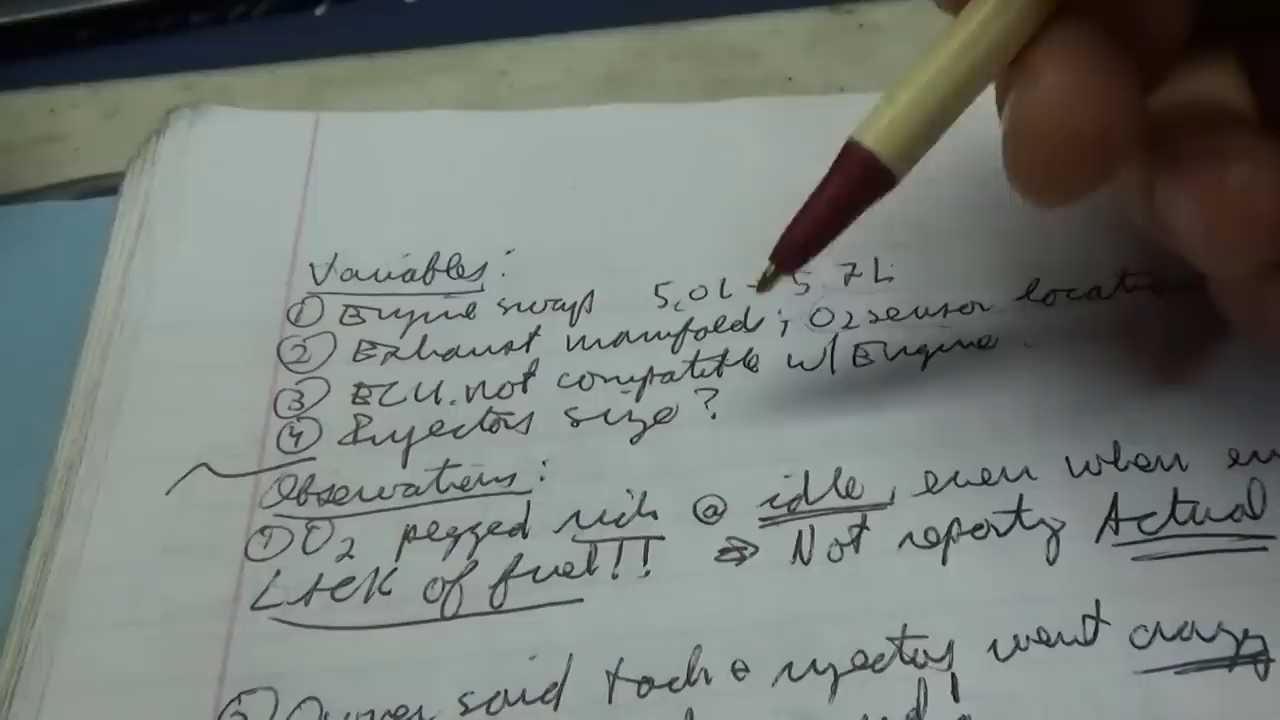 Variables:
① Engine swap 5.0L - 5.7L
② Exhaust manifold; O2 sensor location
③ ECU not compatible w/ Engine.
④ Injectors size?
Observations:
① O2 pegged rich @ idle, even when
Lack of fuel!! ⇒ Not reporting Actual
② Owner said tach & injectors went crazy